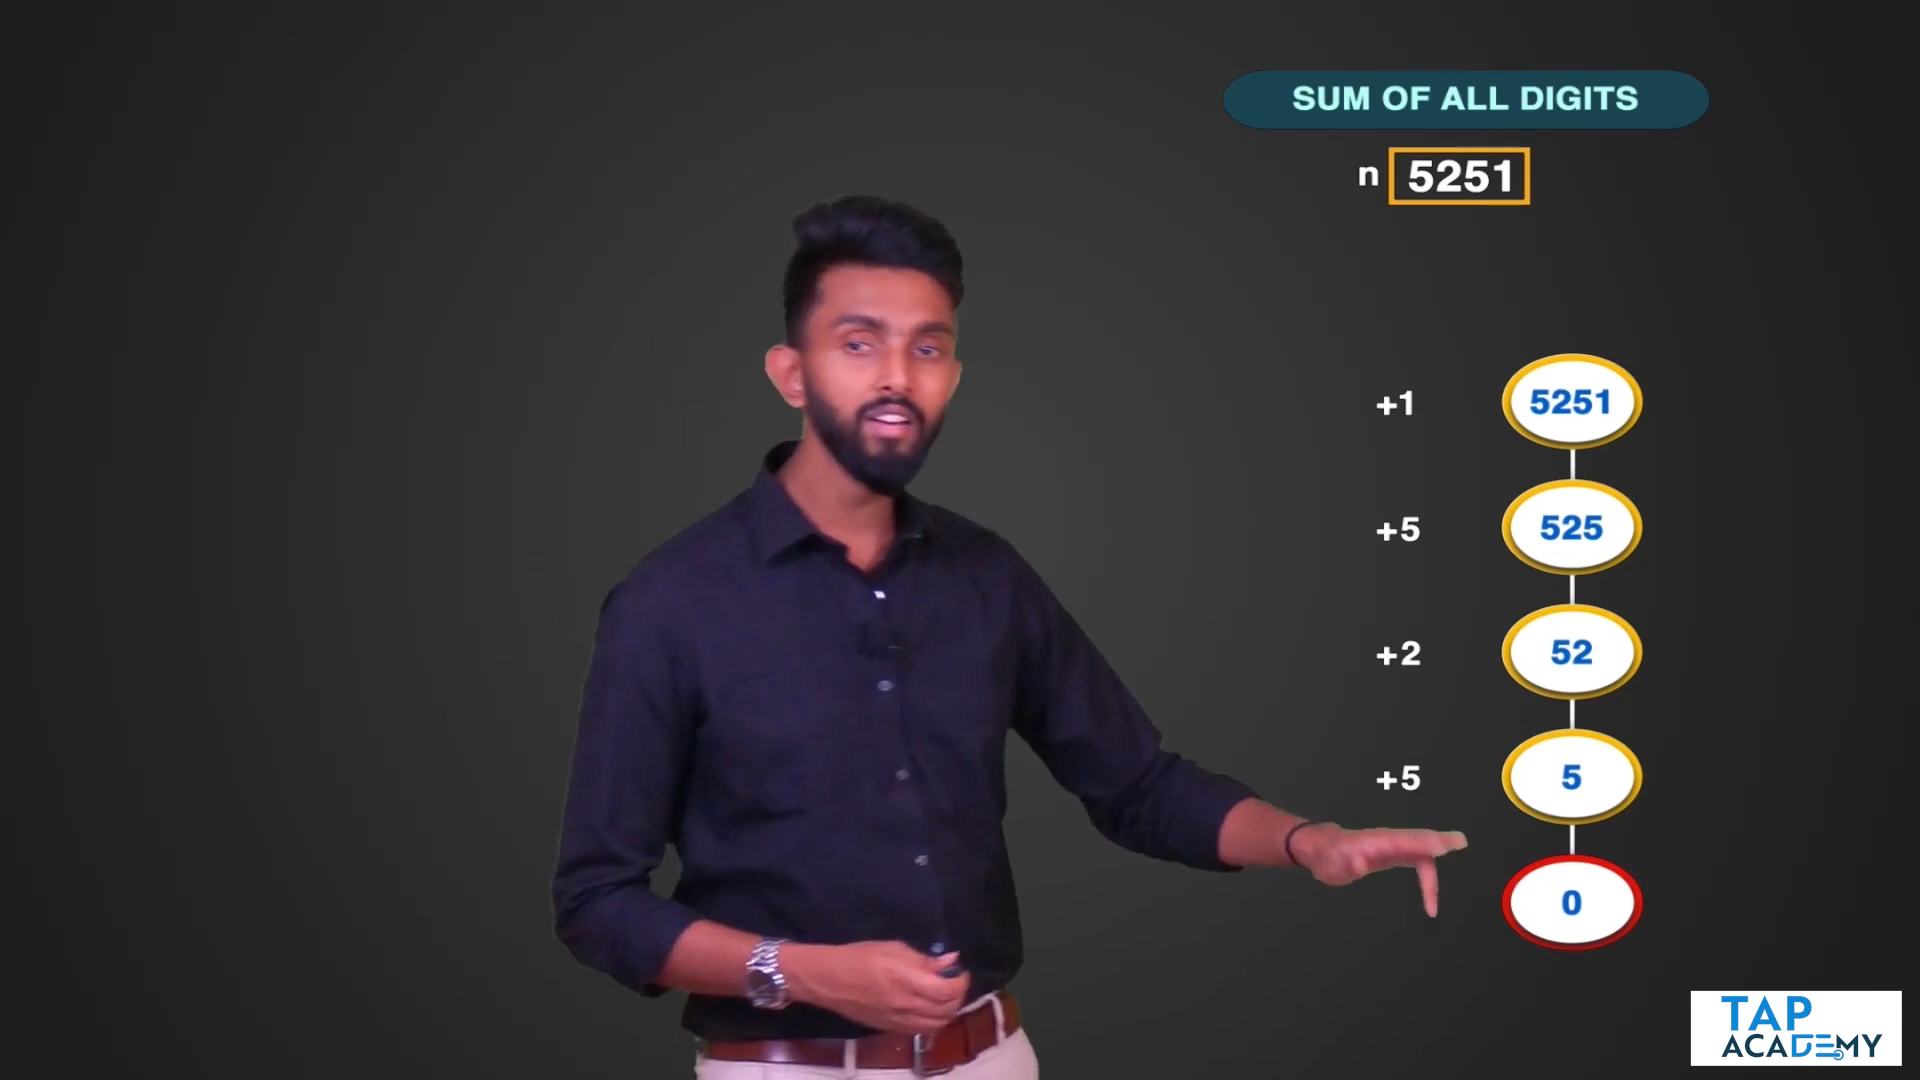 SUM OF ALL DIGITS
n 5251
+1 5251
+5 525
+2 52
+5 5
0
TAP
ACADEMY